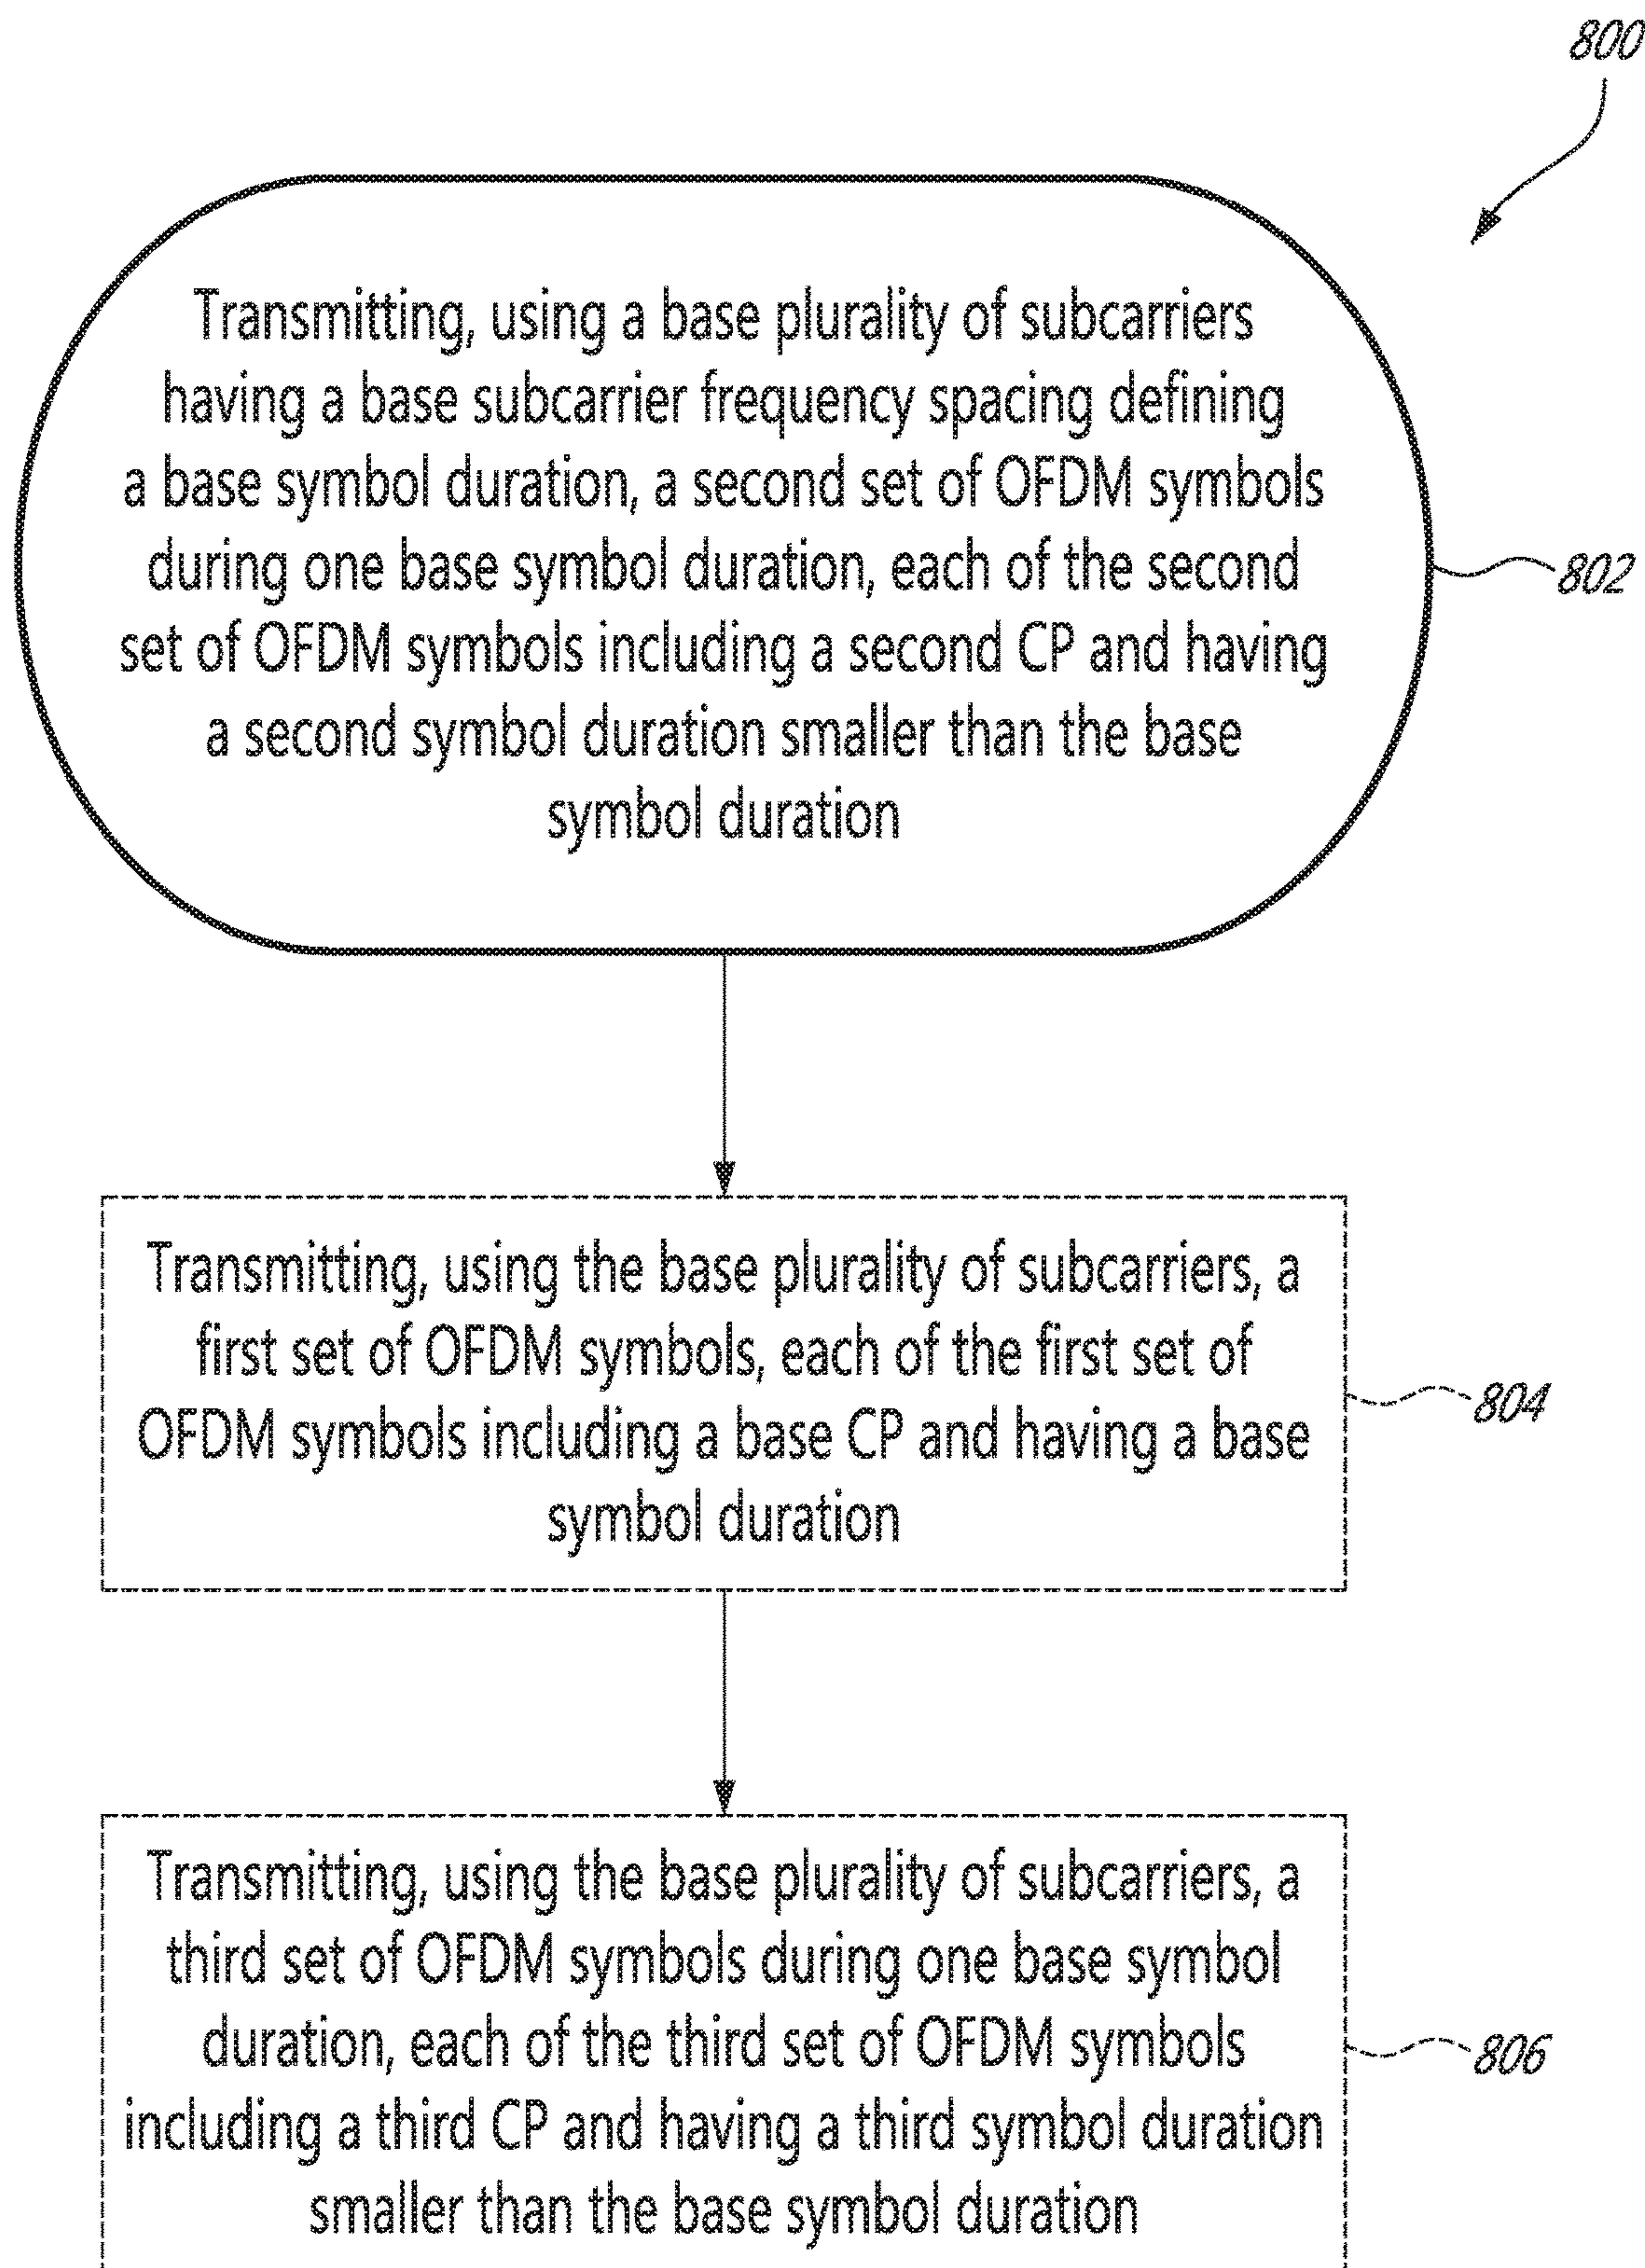 800
Transmitting, using a base plurality of subcarriers
having a base subcarrier frequency spacing defining
a base symbol duration, a second set of OFDM symbols
during one base symbol duration, each of the second
set of OFDM symbols including a second CP and having
a second symbol duration smaller than the base
symbol duration
802
Transmitting, using the base plurality of subcarriers, a
first set of OFDM symbols, each of the first set of
OFDM symbols including a base CP and having a base
symbol duration
804
Transmitting, using the base plurality of subcarriers, a
third set of OFDM symbols during one base symbol
duration, each of the third set of OFDM symbols
including a third CP and having a third symbol duration
smaller than the base symbol duration
806